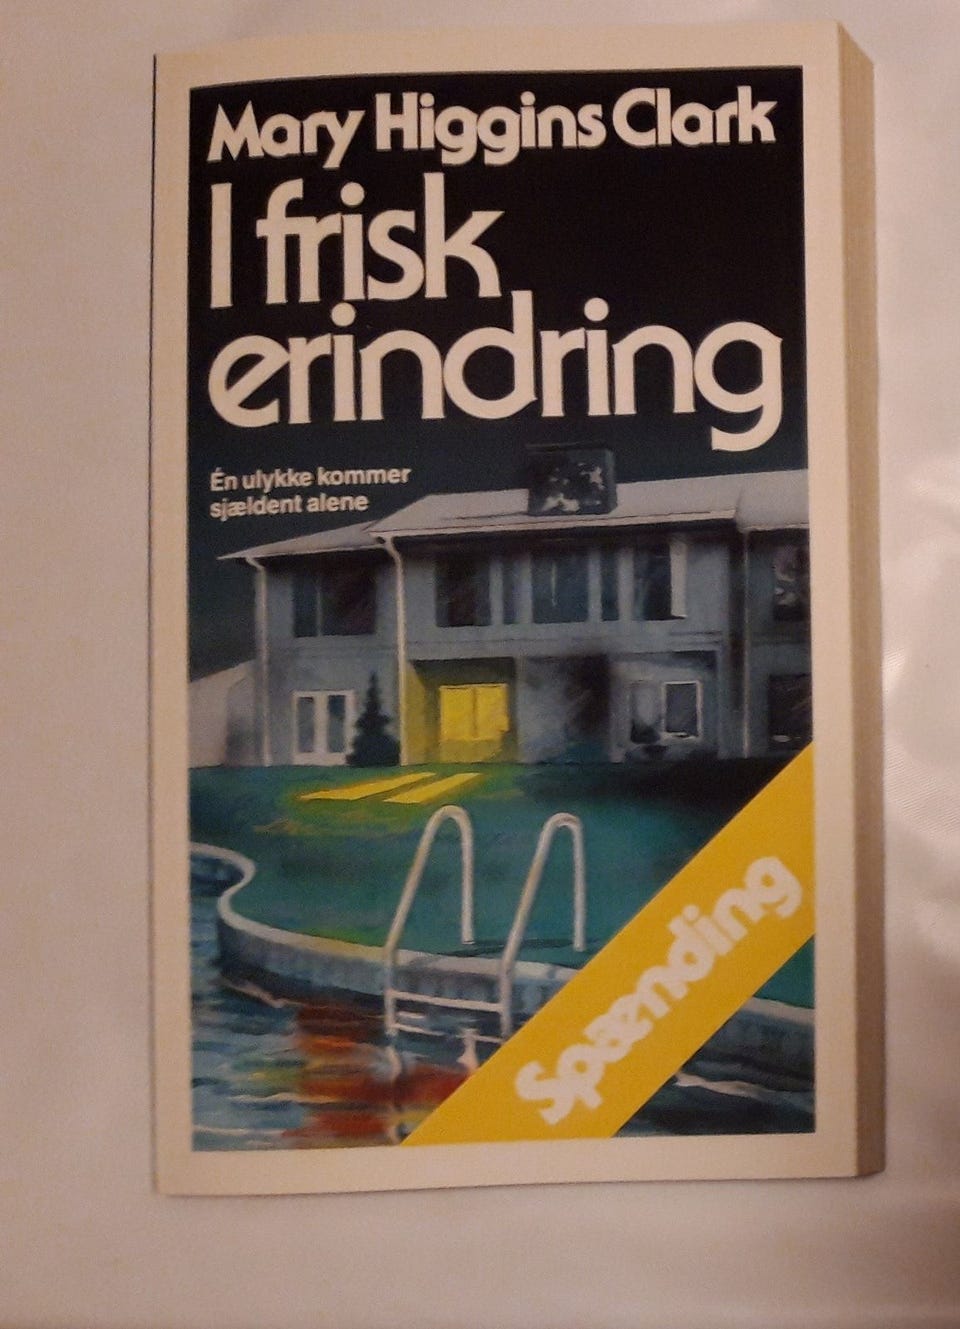 Mary Higgins Clark
I frisk
erindring
Én ulykke kommer
sjældent alene
Spænding